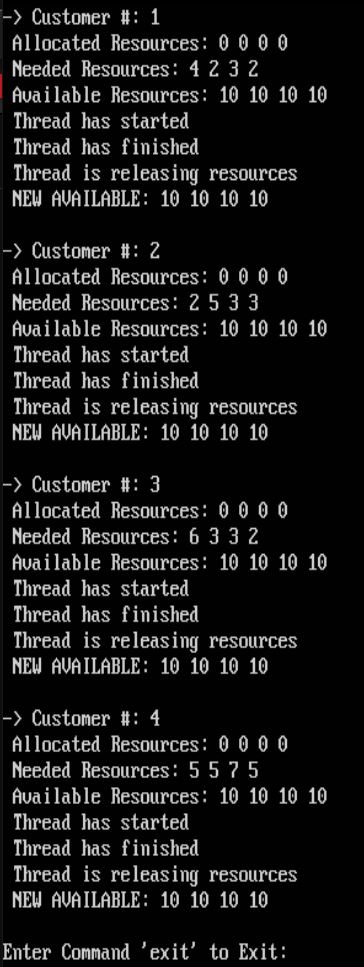 -> Customer #: 1
Allocated Resources: 0 0 0 0
Needed Resources: 4 2 3 2
Available Resources: 10 10 10 10
Thread has started
Thread has finished
Thread is releasing resources
NEW AVAILABLE: 10 10 10 10
-> Customer #: 2
Allocated Resources: 0 0 0 0
Needed Resources: 2 5 3 3
Available Resources: 10 10 10 10
Thread has started
Thread has finished
Thread is releasing resources
NEW AVAILABLE: 10 10 10 10
-> Customer #: 3
Allocated Resources: 0 0 0 0
Needed Resources: 6 3 3 2
Available Resources: 10 10 10 10
Thread has started
Thread has finished
Thread is releasing resources
NEW AVAILABLE: 10 10 10 10
-> Customer #: 4
Allocated Resources: 0 0 0 0
Needed Resources: 5 5 7 5
Available Resources: 10 10 10 10
Thread has started
Thread has finished
Thread is releasing resources
NEW AVAILABLE: 10 10 10 10
Enter Command 'exit' to Exit: